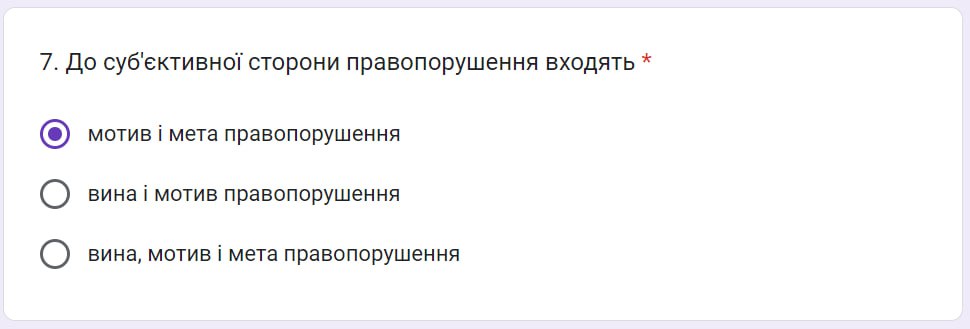 7. До суб'єктивної сторони правопорушення входять *
мотив і мета правопорушення
вина і мотив правопорушення
вина, мотив і мета правопорушення